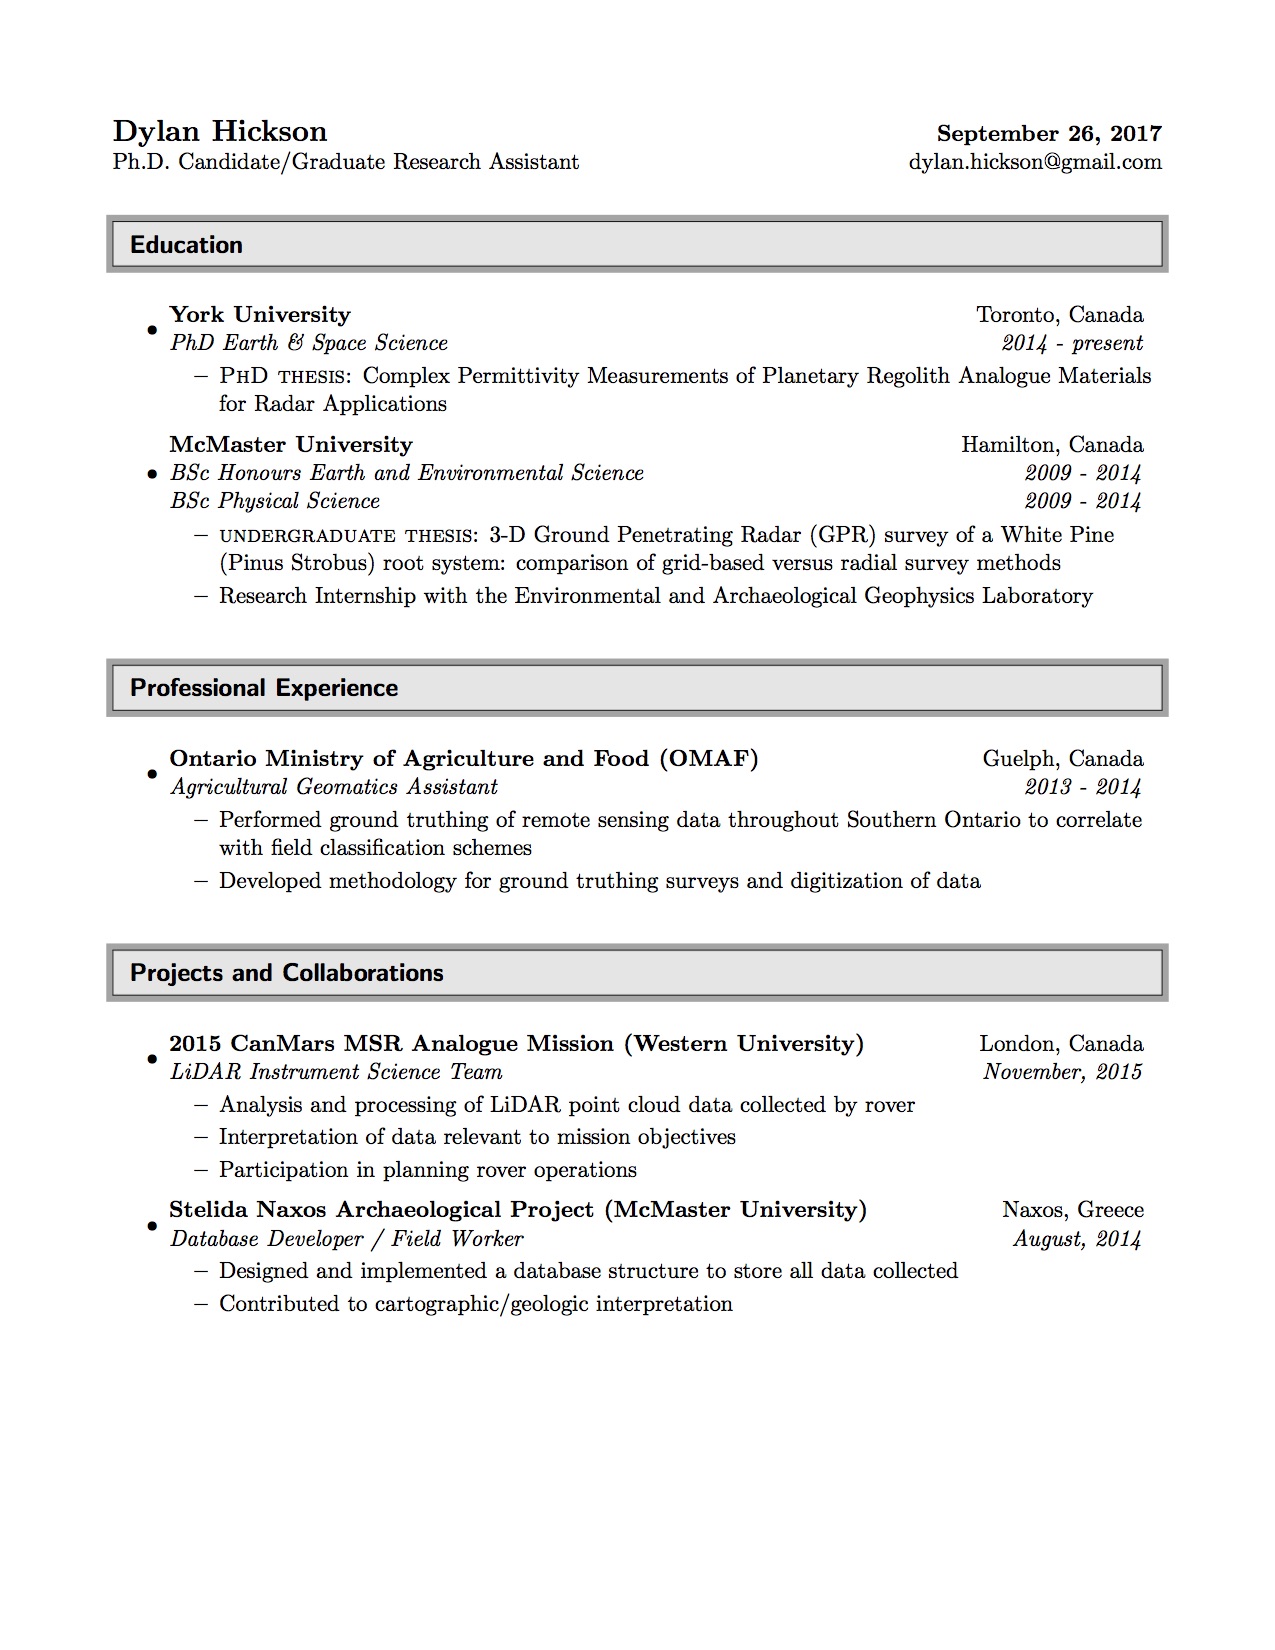 Dylan Hickson September 26, 2017
Ph.D. Candidate/Graduate Research Assistant dylan.hickson@gmail.com
Education
• York University Toronto, Canada
PhD Earth & Space Science 2014 - present
– PhD thesis: Complex Permittivity Measurements of Planetary Regolith Analogue Materials
for Radar Applications
McMaster University Hamilton, Canada
• BSc Honours Earth and Environmental Science 2009 - 2014
BSc Physical Science 2009 - 2014
– undergraduate thesis: 3-D Ground Penetrating Radar (GPR) survey of a White Pine
(Pinus Strobus) root system: comparison of grid-based versus radial survey methods
– Research Internship with the Environmental and Archaeological Geophysics Laboratory
Professional Experience
• Ontario Ministry of Agriculture and Food (OMAF) Guelph, Canada
Agricultural Geomatics Assistant 2013 - 2014
– Performed ground truthing of remote sensing data throughout Southern Ontario to correlate
with field classification schemes
– Developed methodology for ground truthing surveys and digitization of data
Projects and Collaborations
• 2015 CanMars MSR Analogue Mission (Western University) London, Canada
LiDAR Instrument Science Team November, 2015
– Analysis and processing of LiDAR point cloud data collected by rover
– Interpretation of data relevant to mission objectives
– Participation in planning rover operations
• Stelida Naxos Archaeological Project (McMaster University) Naxos, Greece
Database Developer / Field Worker August, 2014
– Designed and implemented a database structure to store all data collected
– Contributed to cartographic/geologic interpretation